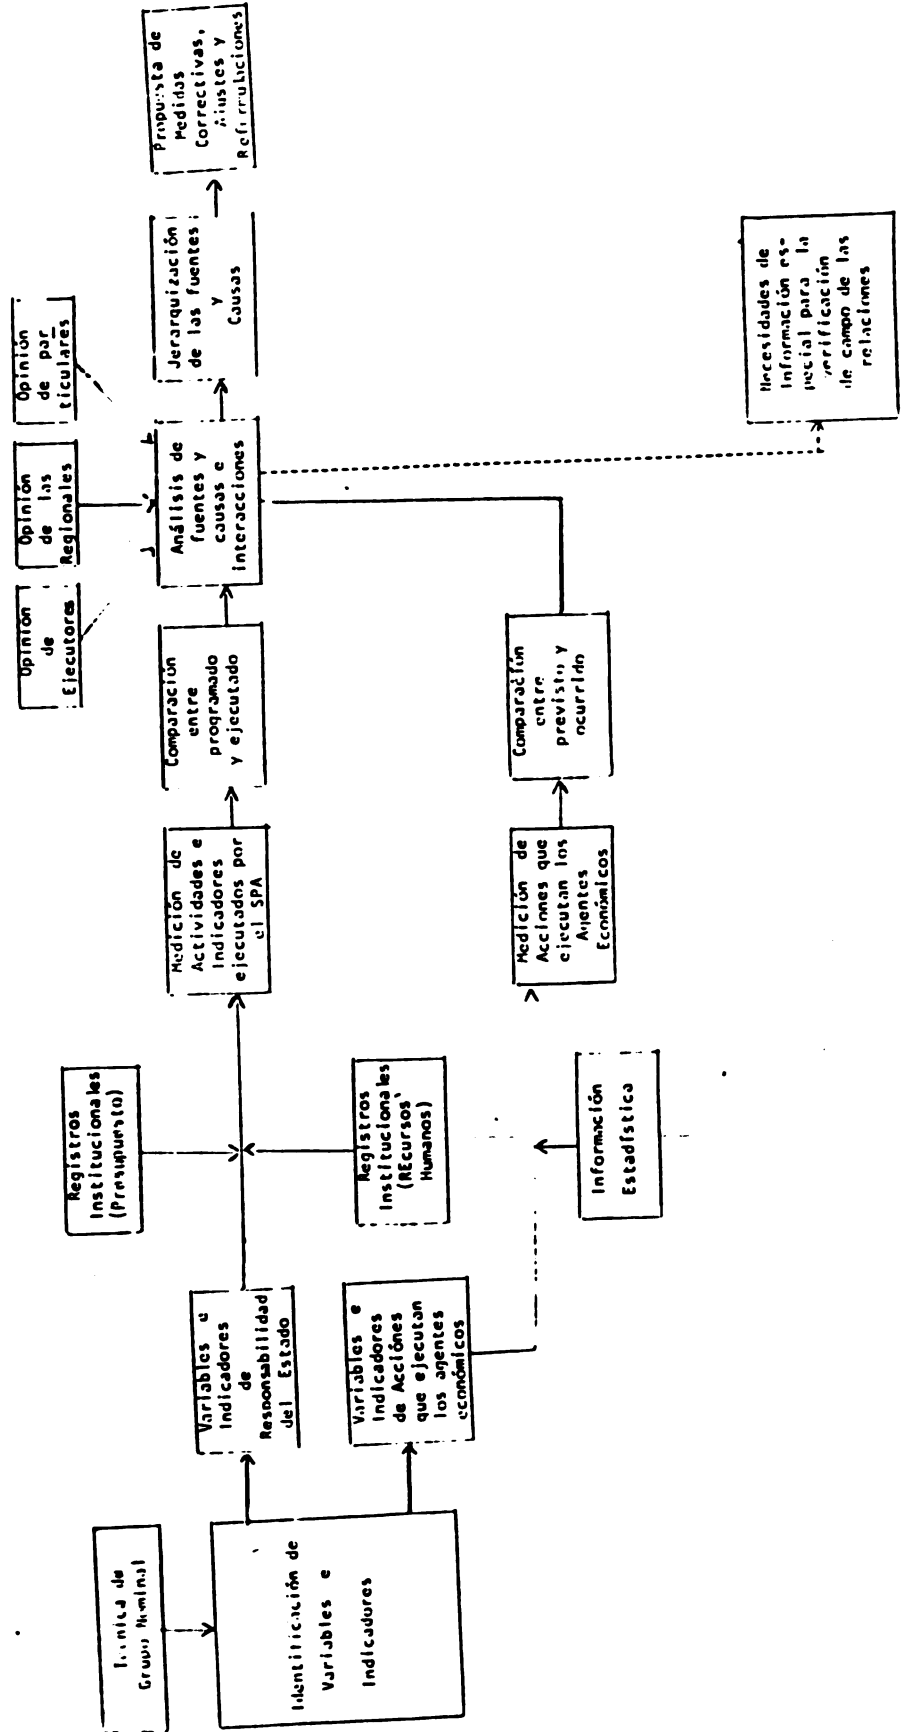 Técnica de
Grupo Nominal
Identificación de
Variables e
Indicadores
Variables e
Indicadores
de
Responsabilidad
del Estado
Variables e
Indicadores
de Acciónes
que ejecutan
los agentes
económicos
Registros
Institucionales
(Presupuesto)
Registros
Institucionales
(REcursos
Humanos)
Información
Estadística
Medición de
Actividades e
Indicadores
ejecutados por
el SPA
Medición de
Acciones que
ejecutan los
Agentes
Económicos
Comparación
entre
programado
y ejecutado
Comparación
entre
previsto y
ocurrido
Opinión
de
Ejecutores
Opinión
de las
Regionales
Opinión
de par
ticulares
Análisis de
fuentes y
causas e
interacciones
Jerarquización
de las fuentes
y
Causas
Propuesta de
Medidas
Correctivas,
Ajustes y
Reformulaciones
Necesidades de
Información es-
pecial para la
verificación
de campo de las
relaciones